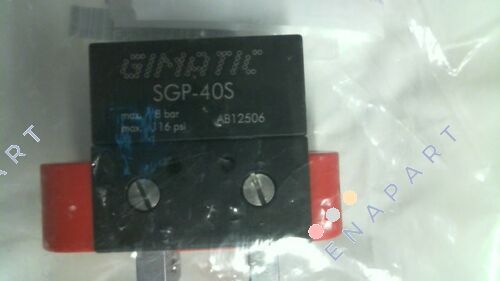 GIMATIC
SGP-40S
max. 8 bar
max. 116 psi
AB12506
ENAPART